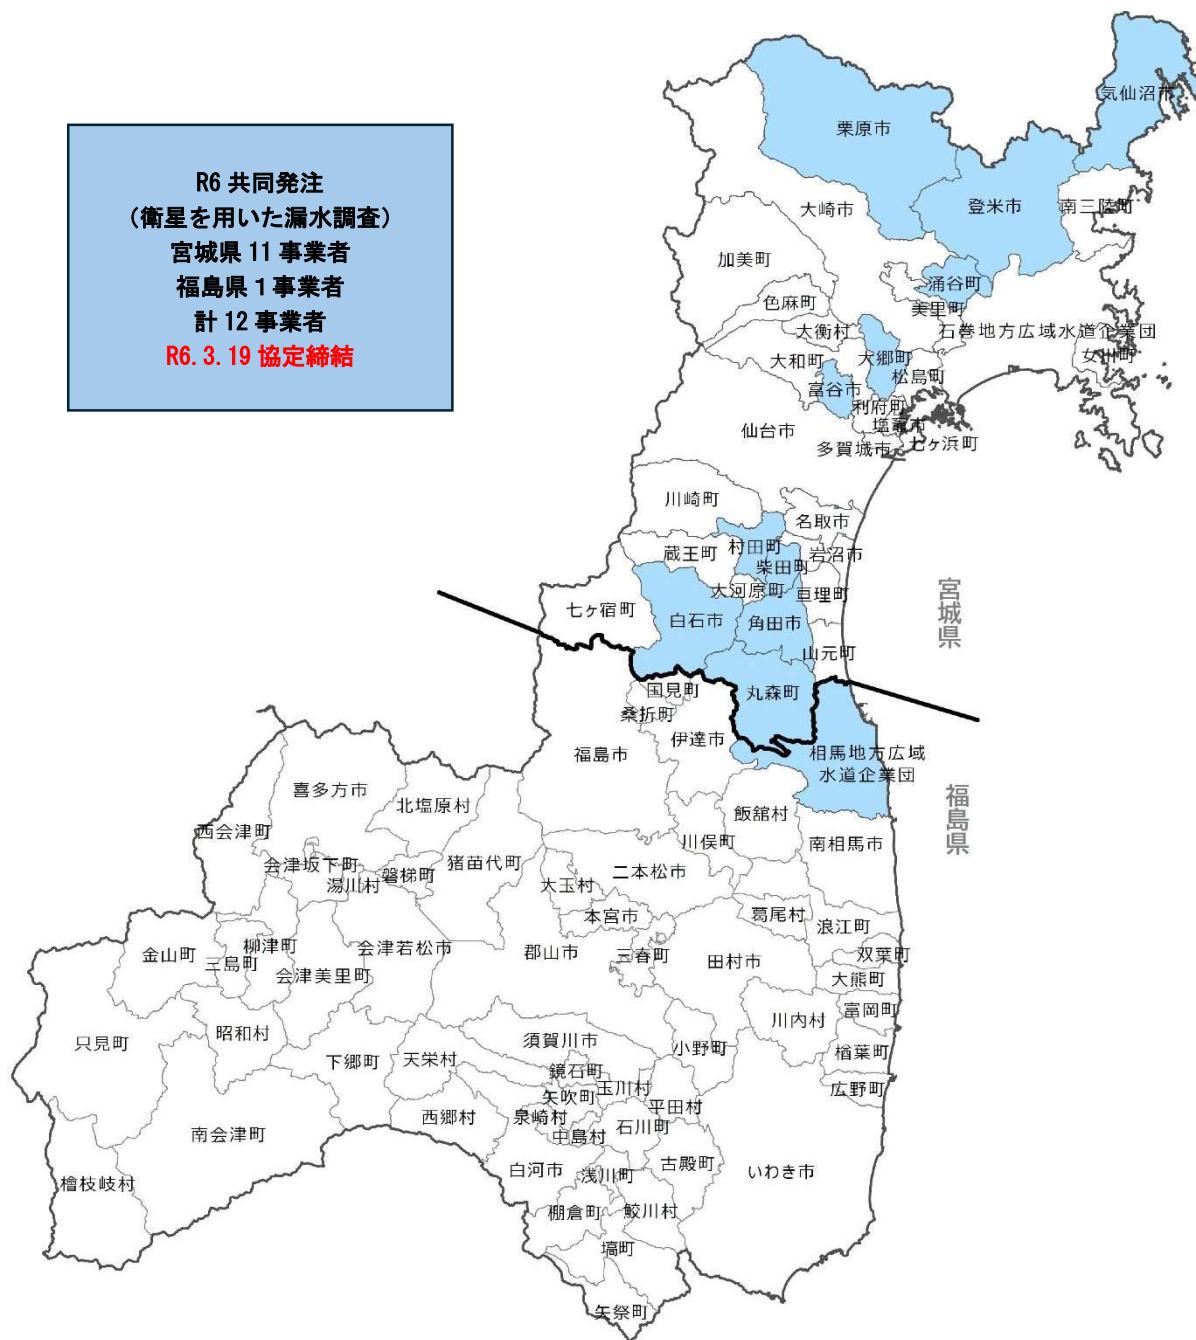 R6 共同発注
（衛星を用いた漏水調査）
宮城県 11 事業者
福島県 1 事業者
計 12 事業者
R6.3.19 協定締結
気仙沼市
栗原市
登米市
南三陸町
大崎市
加美町
涌谷町
色麻町
美里町
大衡村
石巻地方広域水道企業団
大和町
大郷町
女川町
松島町
富谷市
利府町
塩竈市
仙台市
多賀城市
七ヶ浜町
川崎町
名取市
村田町
岩沼市
蔵王町
柴田町
大河原町
亘理町
七ヶ宿町
白石市
角田市
宮城県
山元町
国見町
丸森町
桑折町
伊達市
福島市
相馬地方広域
水道企業団
喜多方市
北塩原村
飯舘村
福島県
西会津町
川俣町
南相馬市
会津坂下町
猪苗代町
湯川村
磐梯町
大玉村
二本松市
本宮市
葛尾村
浪江町
柳津町
会津若松市
金山町
三島町
郡山市
三春町
田村市
双葉町
会津美里町
大熊町
富岡町
昭和村
川内村
只見町
下郷町
天栄村
須賀川市
小野町
楢葉町
鏡石町
玉川村
広野町
矢吹町
平田村
西郷村
泉崎村
石川町
南会津町
中島村
古殿町
白河市
浅川町
いわき市
檜枝岐村
棚倉町
鮫川村
塙町
矢祭町